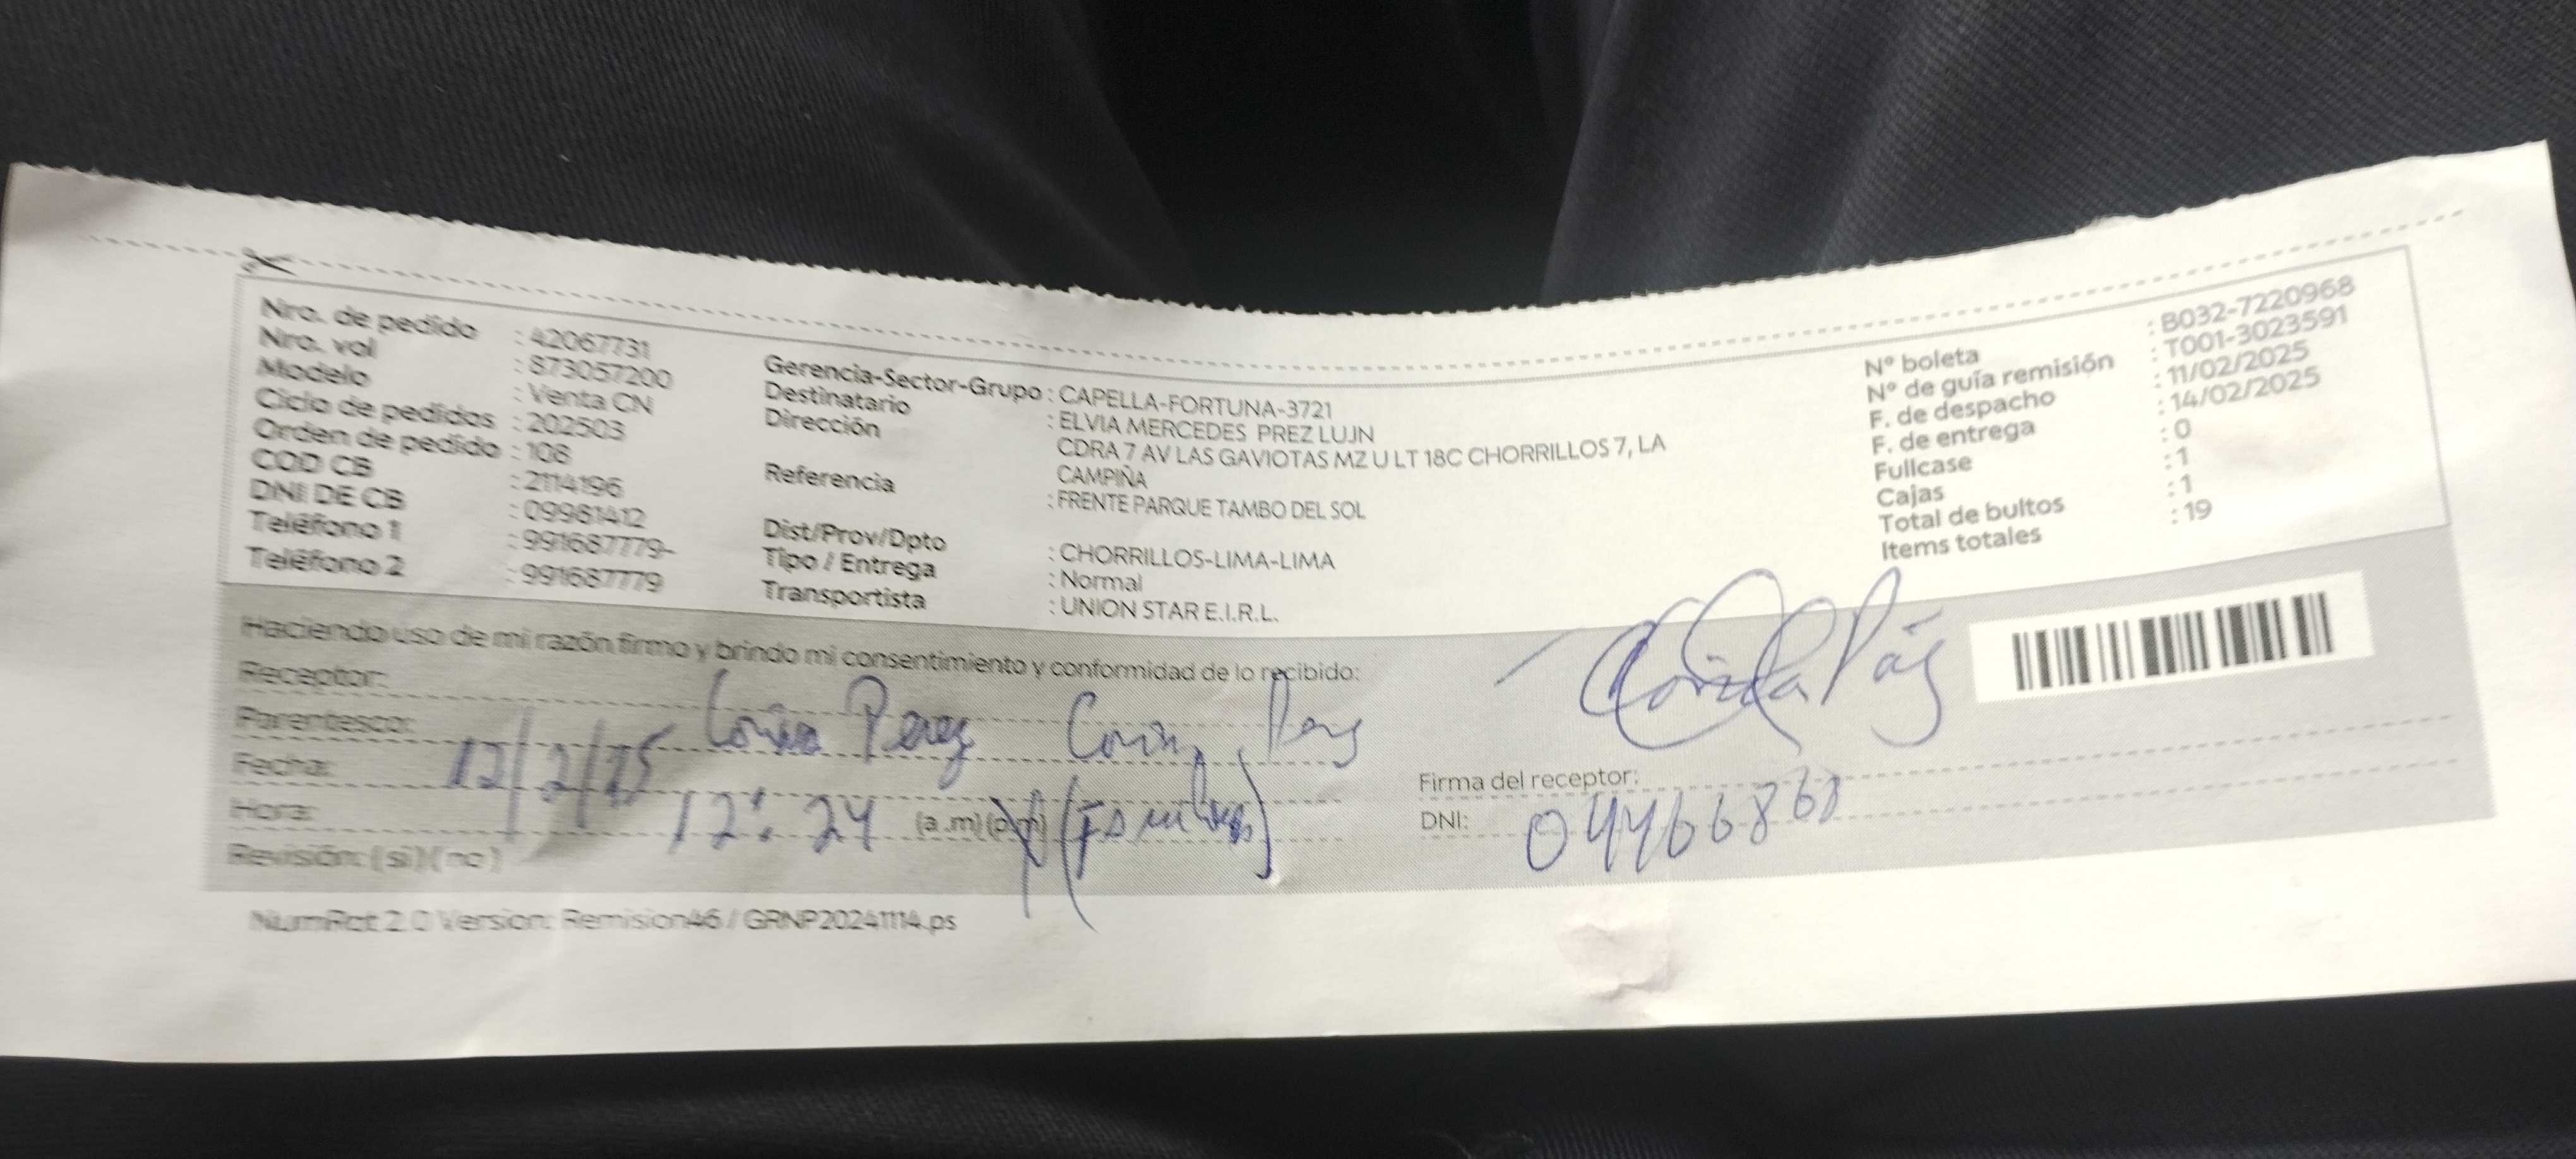 Nro. de pedido : 42067731
Nro. vol : 873057200
Modelo : Venta CN
Ciclo de pedidos : 202503
Orden de pedido : 108
COD CB : 2114196
DNI DE CB : 09981412
Teléfono 1 : 991687779-
Teléfono 2 : 991687779
Gerencia-Sector-Grupo : CAPELLA-FORTUNA-3721
Destinatario : ELVIA MERCEDES PREZ LUJN
Dirección : CDRA 7 AV LAS GAVIOTAS MZ U LT 18C CHORRILLOS 7, LA
CAMPIÑA
Referencia : FRENTE PARQUE TAMBO DEL SOL
Dist/Prov/Dpto : CHORRILLOS-LIMA-LIMA
Tipo / Entrega : Normal
Transportista : UNION STAR E.I.R.L.
Nº boleta : B032-7220968
Nº de guía remisión : T001-3023591
F. de despacho : 11/02/2025
F. de entrega : 14/02/2025
Fullcase : 0
Cajas : 1
Total de bultos : 1
Items totales : 19
Haciendo uso de mi razón firmo y brindo mi consentimiento y conformidad de lo recibido:
Receptor: Perez
Parentesco:
Fecha: 12/2/25
Hora: 12:24 (a.m)(p.m)
Revisión: (si)(no)
Firma del receptor:
DNI:
NumRot 2.0 Version: Remision46 / GRNP20241114.ps